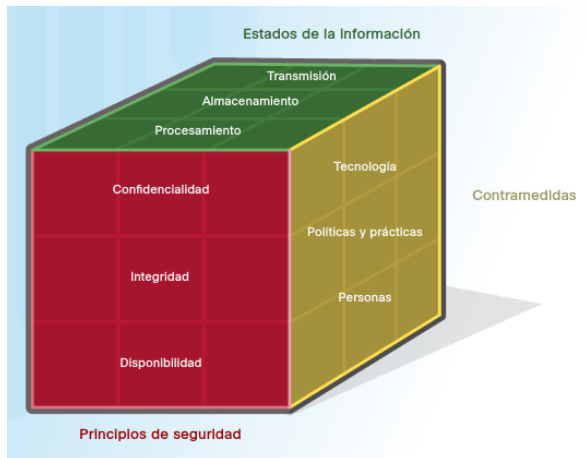 Estados de la información
Transmisión
Almacenamiento
Procesamiento
Confidencialidad
Integridad
Disponibilidad
Tecnología
Políticas y prácticas
Personas
Contramedidas
Principios de seguridad